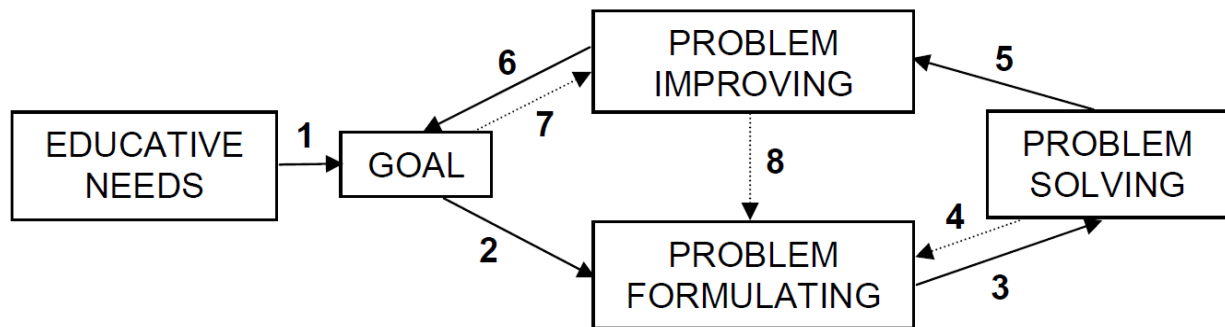 PROBLEM
IMPROVING
6
5
7
EDUCATIVE
NEEDS
1
GOAL
8
PROBLEM
SOLVING
4
2
PROBLEM
FORMULATING
3